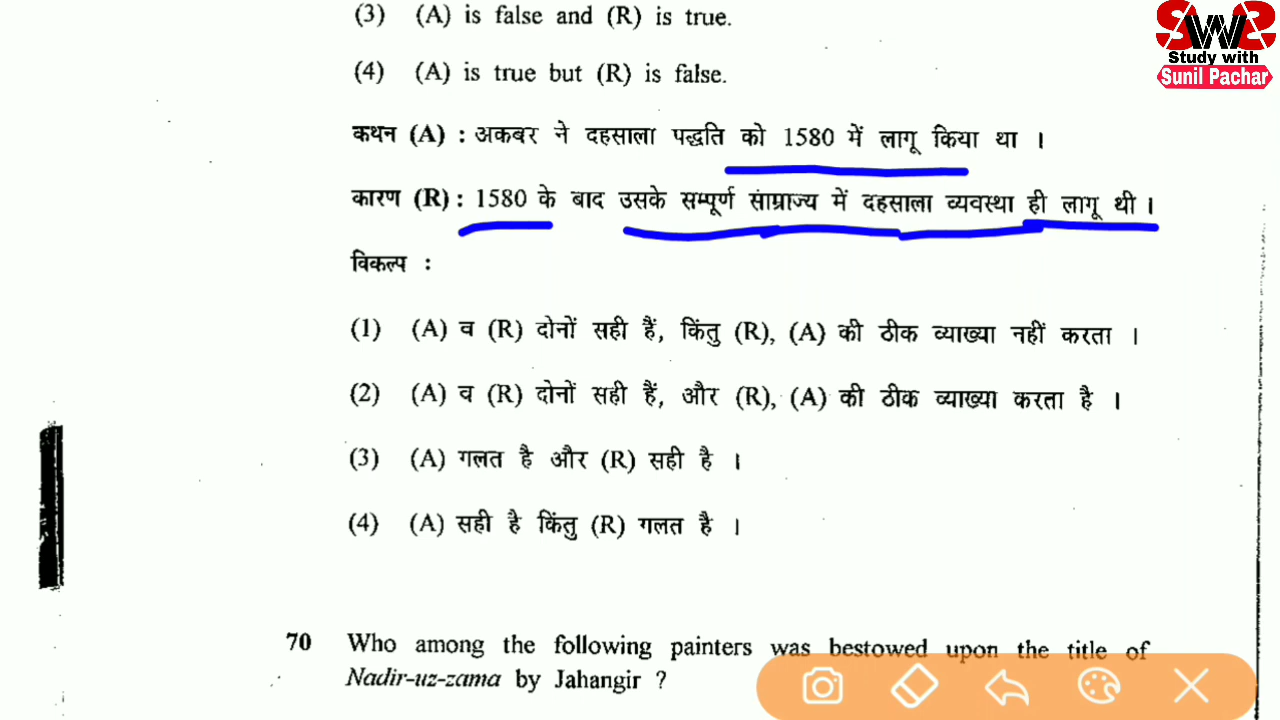 (3) (A) is false and (R) is true.
(4) (A) is true but (R) is false.
कथन (A) : अकबर ने दहसाला पद्धति को 1580 में लागू किया था ।
कारण (R) : 1580 के बाद उसके सम्पूर्ण सांम्राज्य में दहसाला व्यवस्था ही लागू थी ।
विकल्प :
(1) (A) व (R) दोनों सही हैं, किंतु (R), (A) की ठीक व्याख्या नहीं करता ।
(2) (A) व (R) दोनों सही हैं, और (R), (A) की ठीक व्याख्या करता है ।
(3) (A) गलत है और (R) सही है ।
(4) (A) सही है किंतु (R) गलत है ।
70 Who among the following painters was bestowed upon the title of
Nadir-uz-zama by Jahangir ?
SWS
Study with
Sunil Pachar